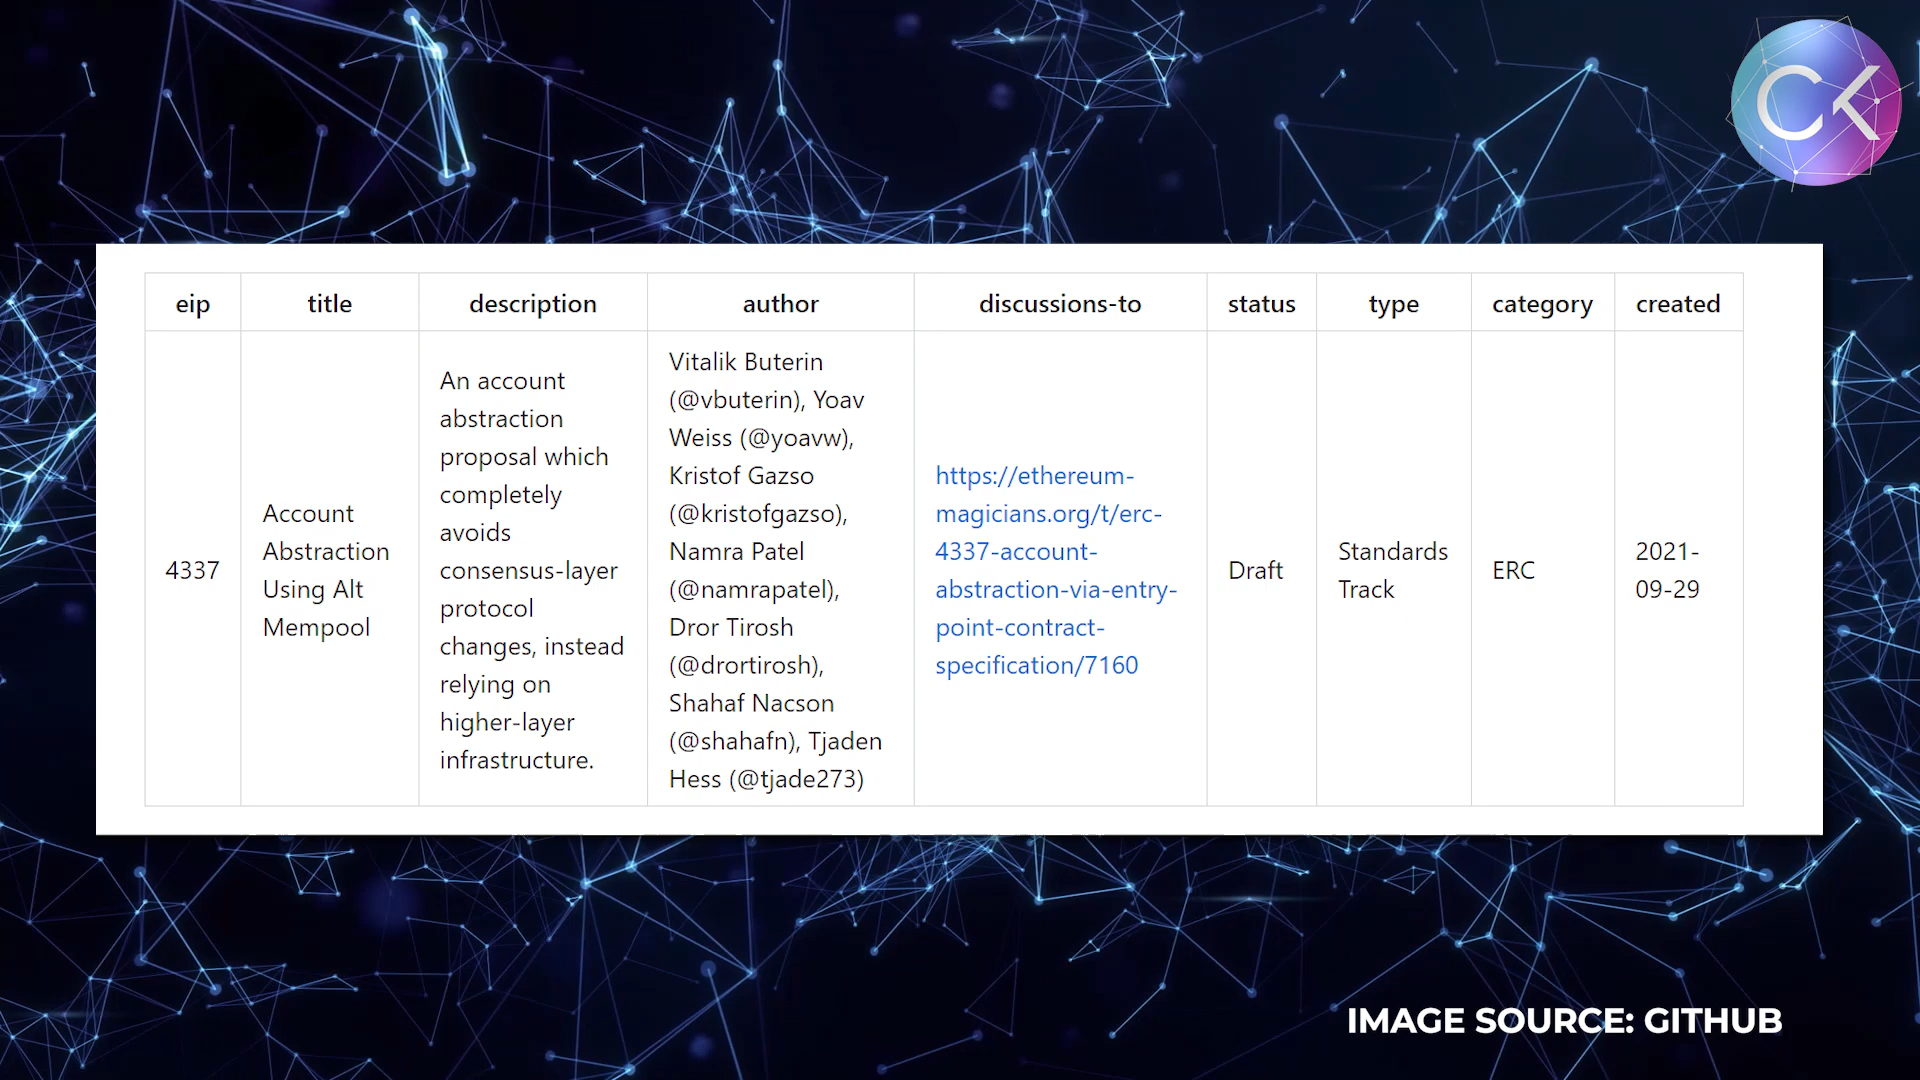 CK
eip title description author discussions-to status type category created
4337
Account
Abstraction
Using Alt
Mempool
An account
abstraction
proposal which
completely
avoids
consensus-layer
protocol
changes, instead
relying on
higher-layer
infrastructure.
Vitalik Buterin
(@vbuterin), Yoav
Weiss (@yoavw),
Kristof Gazso
(@kristofgazso),
Namra Patel
(@namrapatel),
Dror Tirosh
(@drortirosh),
Shahaf Nacson
(@shahafn), Tjaden
Hess (@tjade273)
https://ethereum-
magicians.org/t/erc-
4337-account-
abstraction-via-entry-
point-contract-
specification/7160
Draft
Standards
Track
ERC
2021-
09-29
IMAGE SOURCE: GITHUB